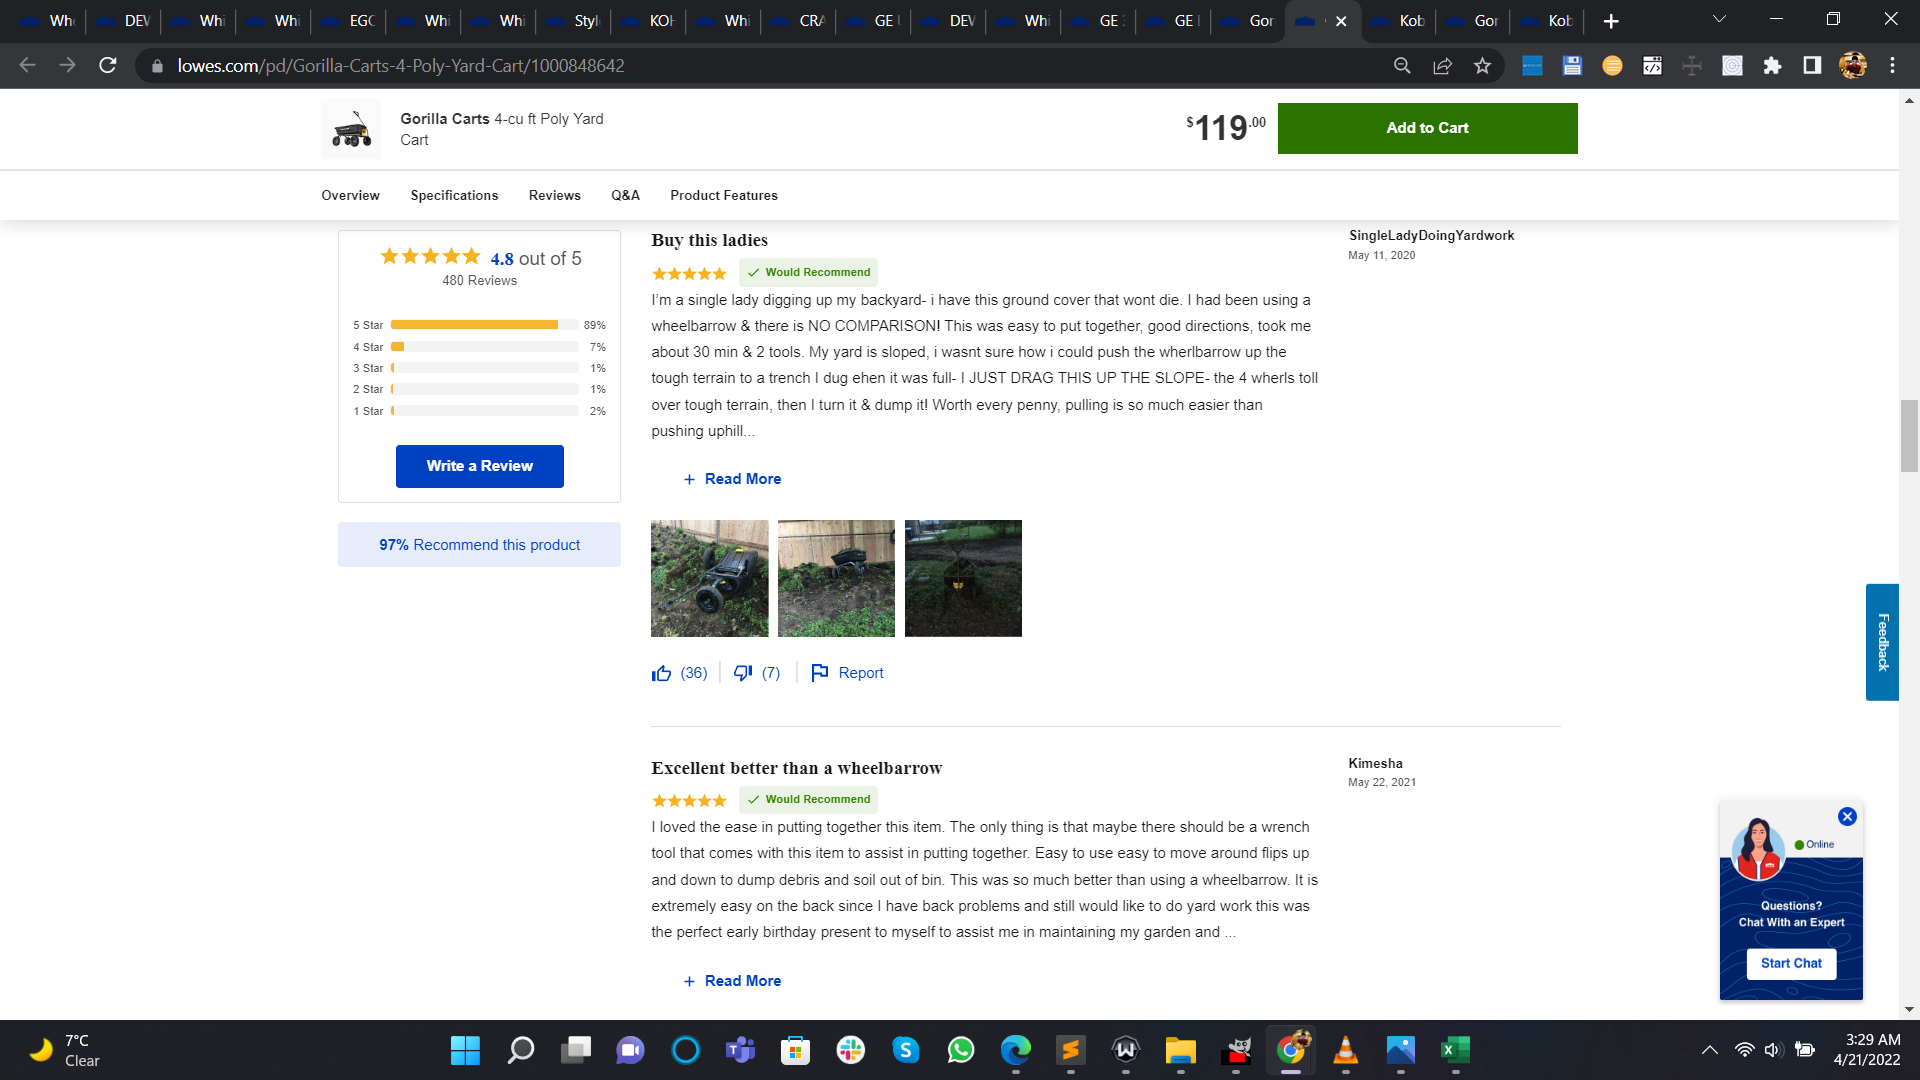 Whi
DEW
Whi
Whi
EGO
Whi
Whi
Style
KOH
Whi
CRA
GE
DEW
Whi
GE
GE
Gor
Kob
Gor
Kob
lowes.com/pd/Gorilla-Carts-4-Poly-Yard-Cart/1000848642
Gorilla Carts 4-cu ft Poly Yard
Cart
$119.00
Add to Cart
Overview
Specifications
Reviews
Q&A
Product Features
4.8 out of 5
480 Reviews
5 Star 89%
4 Star 7%
3 Star 1%
2 Star 1%
1 Star 2%
Write a Review
97% Recommend this product
Buy this ladies
SingleLadyDoingYardwork
May 11, 2020
Would Recommend
I'm a single lady digging up my backyard- i have this ground cover that wont die. I had been using a
wheelbarrow & there is NO COMPARISON! This was easy to put together, good directions, took me
about 30 min & 2 tools. My yard is sloped, i wasnt sure how i could push the wherlbarrow up the
tough terrain to a trench I dug ehen it was full- I JUST DRAG THIS UP THE SLOPE- the 4 wherls toll
over tough terrain, then I turn it & dump it! Worth every penny, pulling is so much easier than
pushing uphill...
+ Read More
(36)
(7)
Report
Excellent better than a wheelbarrow
Kimesha
May 22, 2021
Would Recommend
I loved the ease in putting together this item. The only thing is that maybe there should be a wrench
tool that comes with this item to assist in putting together. Easy to use easy to move around flips up
and down to dump debris and soil out of bin. This was so much better than using a wheelbarrow. It is
extremely easy on the back since I have back problems and still would like to do yard work this was
the perfect early birthday present to myself to assist me in maintaining my garden and ...
+ Read More
Feedback
Online
Questions?
Chat With an Expert
Start Chat
7°C
Clear
3:29 AM
4/21/2022